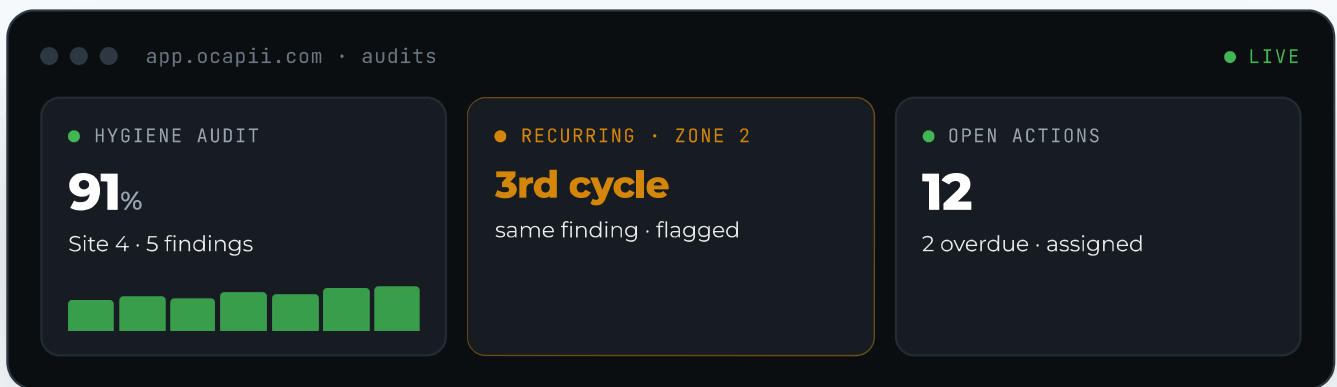 app.ocapii.com · audits
LIVE
HYGIENE AUDIT
91%
Site 4 · 5 findings
RECURRING · ZONE 2
3rd cycle
same finding · flagged
OPEN ACTIONS
12
2 overdue · assigned